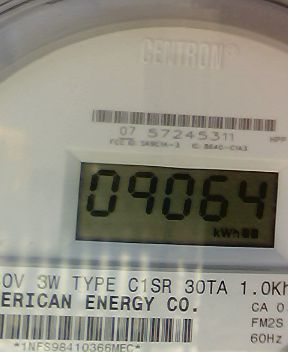 CENTRON®
07 57245311
09064
kWh
0V 3W TYPE C1SR 30TA 1.0Kh
ERICAN ENERGY CO.
CA 0
FM2S
60Hz
*1NFS98410366MEC*